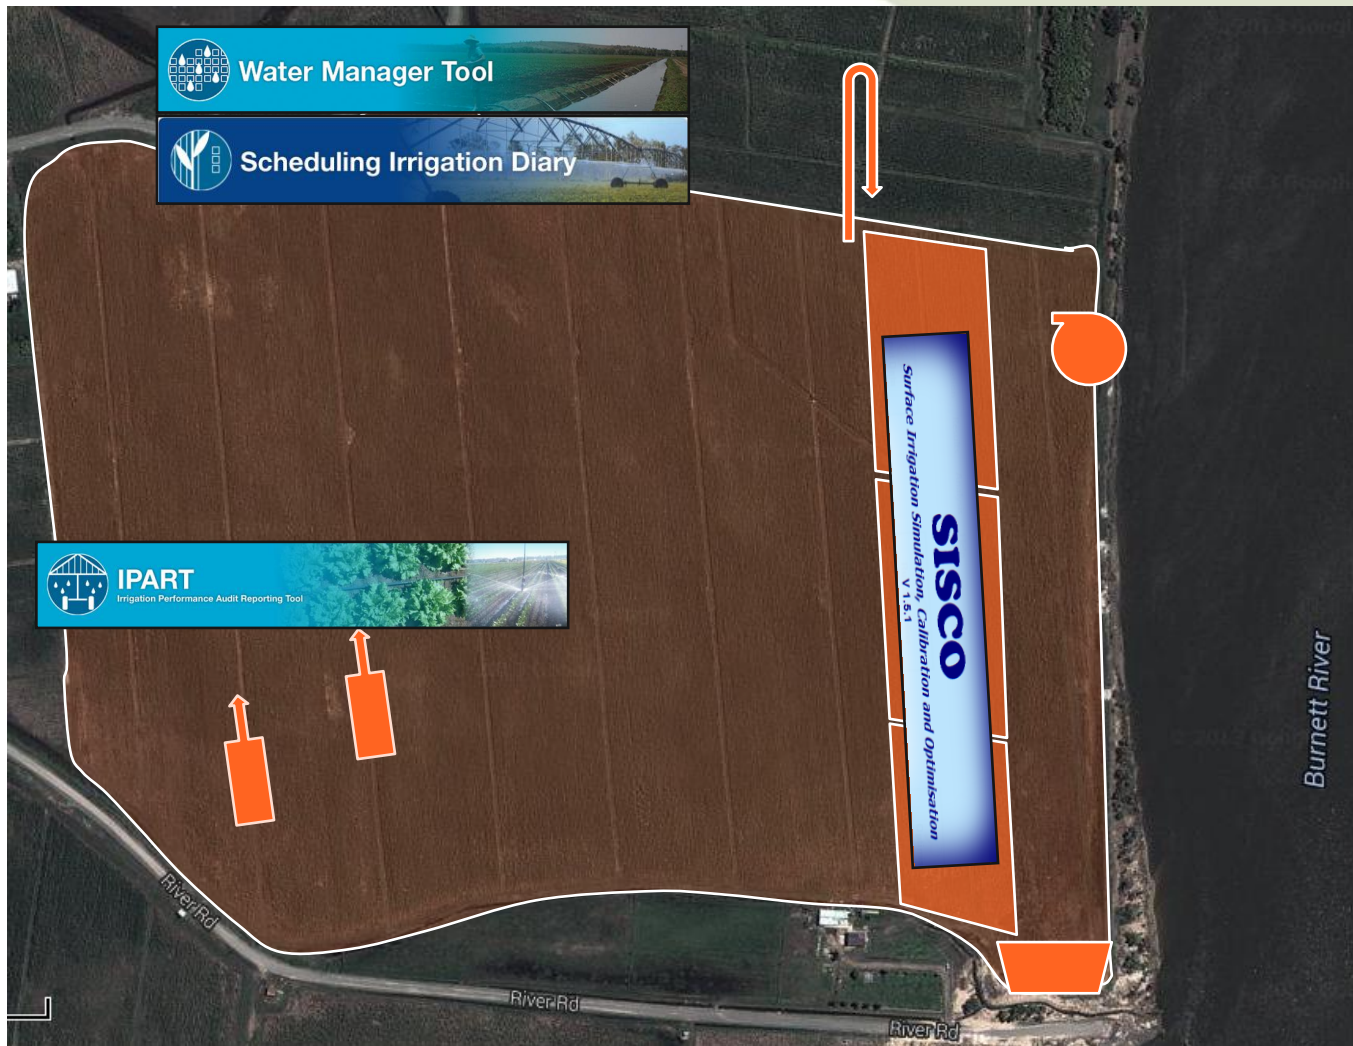 Water Manager Tool
Scheduling Irrigation Diary
SISCO
Surface Irrigation Simulation, Calibration and Optimisation
V 1.5.1
IPART
Irrigation Performance Audit Reporting Tool
Burnett River
River Rd
River Rd
River Rd